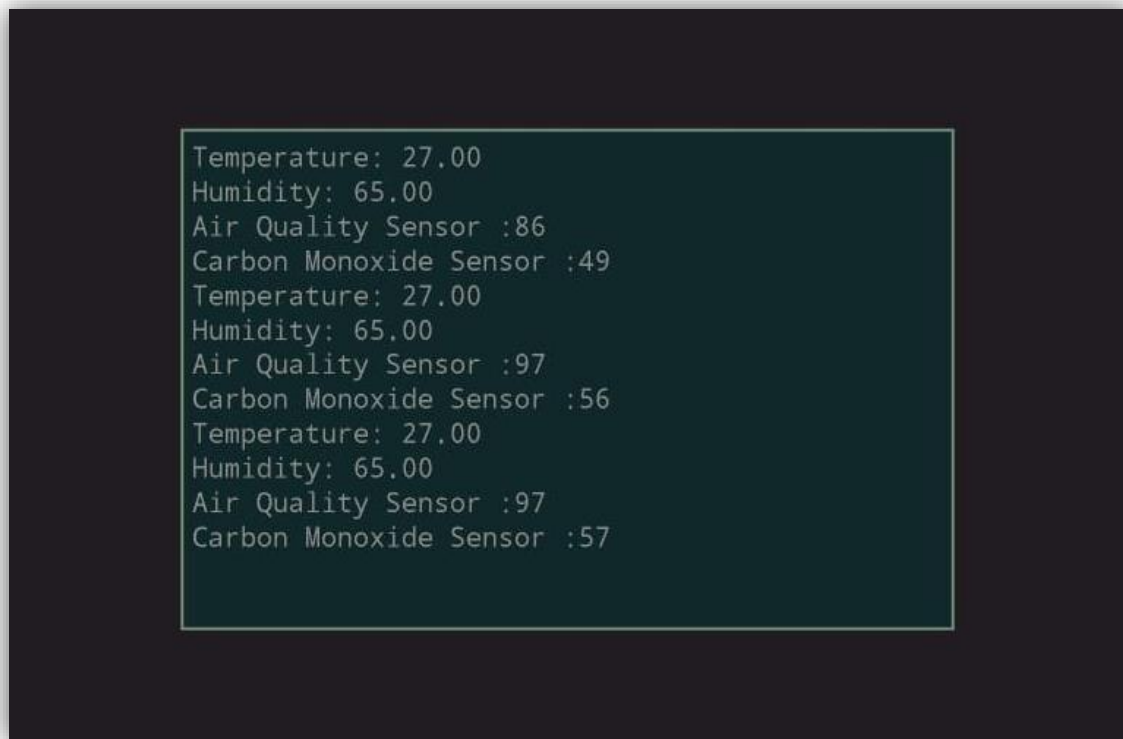 Temperature: 27.00
Humidity: 65.00
Air Quality Sensor :86
Carbon Monoxide Sensor :49
Temperature: 27.00
Humidity: 65.00
Air Quality Sensor :97
Carbon Monoxide Sensor :56
Temperature: 27.00
Humidity: 65.00
Air Quality Sensor :97
Carbon Monoxide Sensor :57